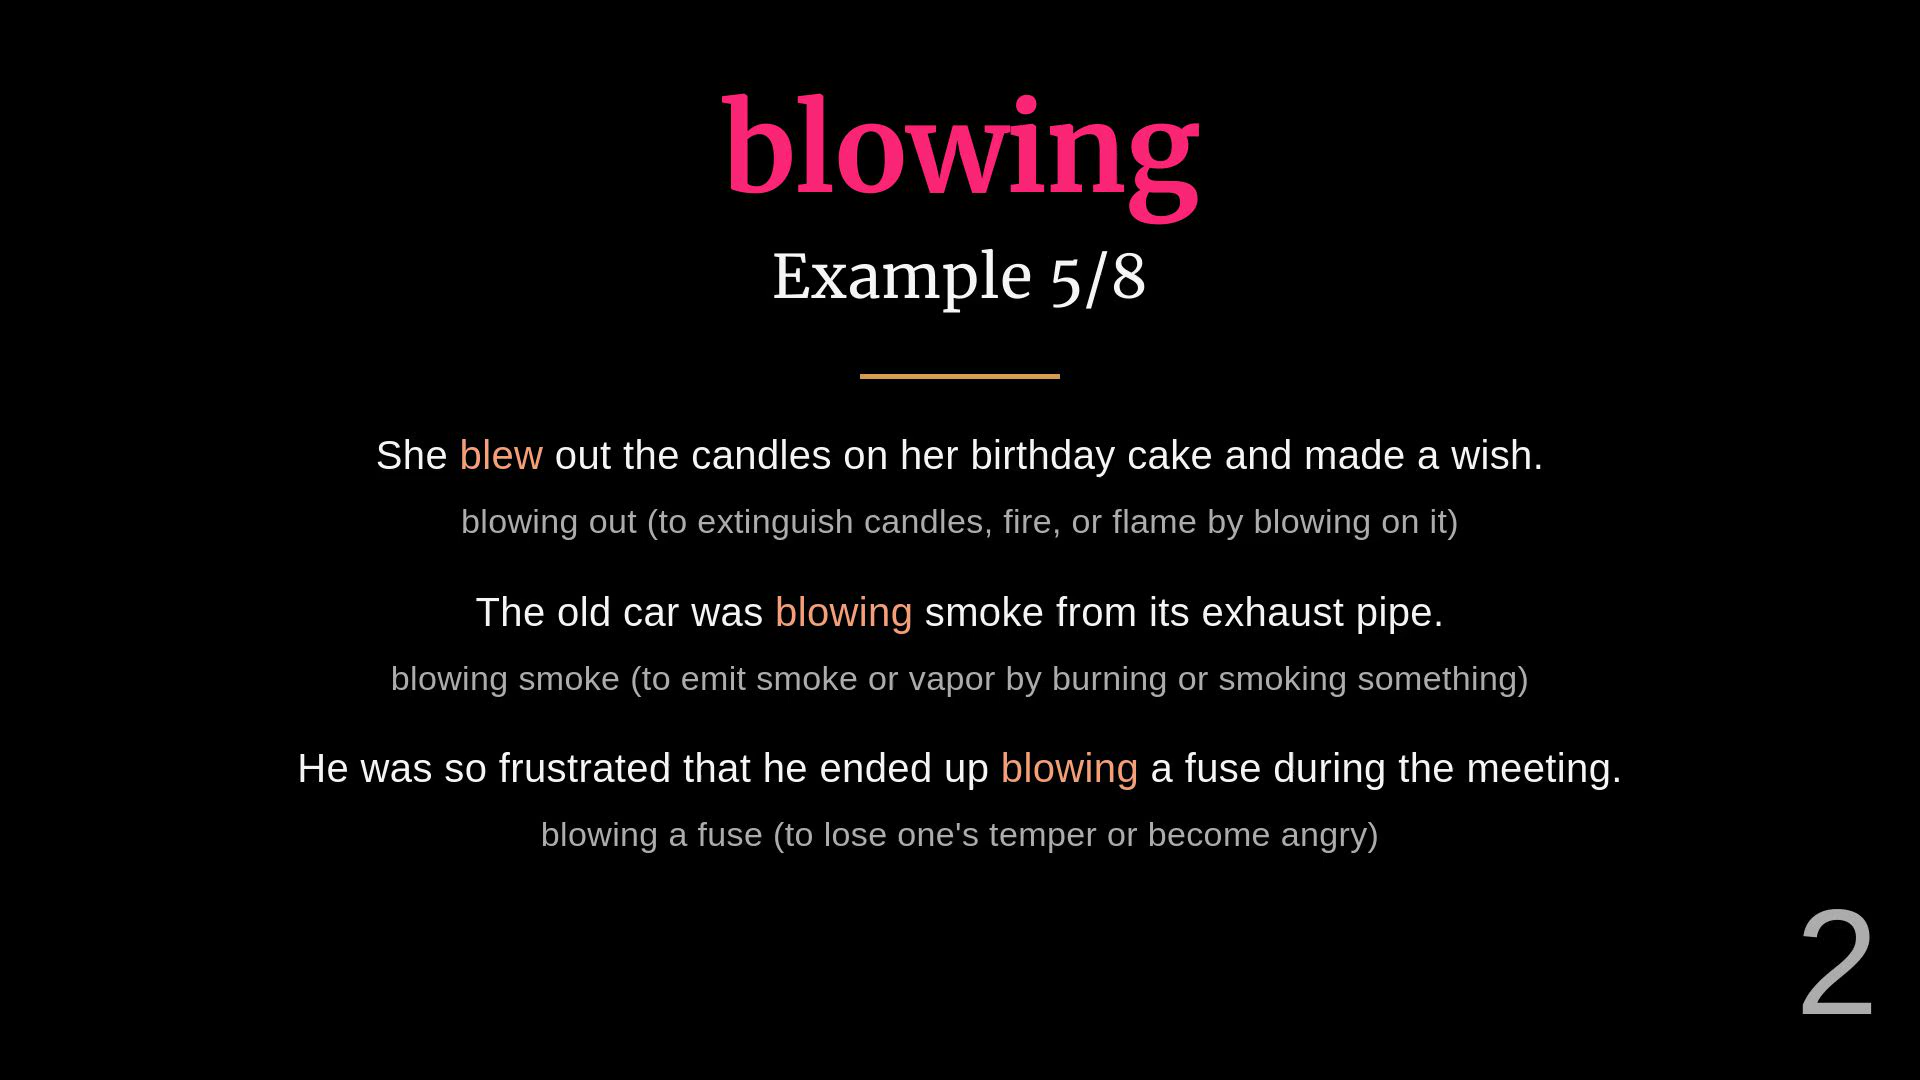 blowing
Example 5/8
She blew out the candles on her birthday cake and made a wish.
blowing out (to extinguish candles, fire, or flame by blowing on it)
The old car was blowing smoke from its exhaust pipe.
blowing smoke (to emit smoke or vapor by burning or smoking something)
He was so frustrated that he ended up blowing a fuse during the meeting.
blowing a fuse (to lose one's temper or become angry)
2